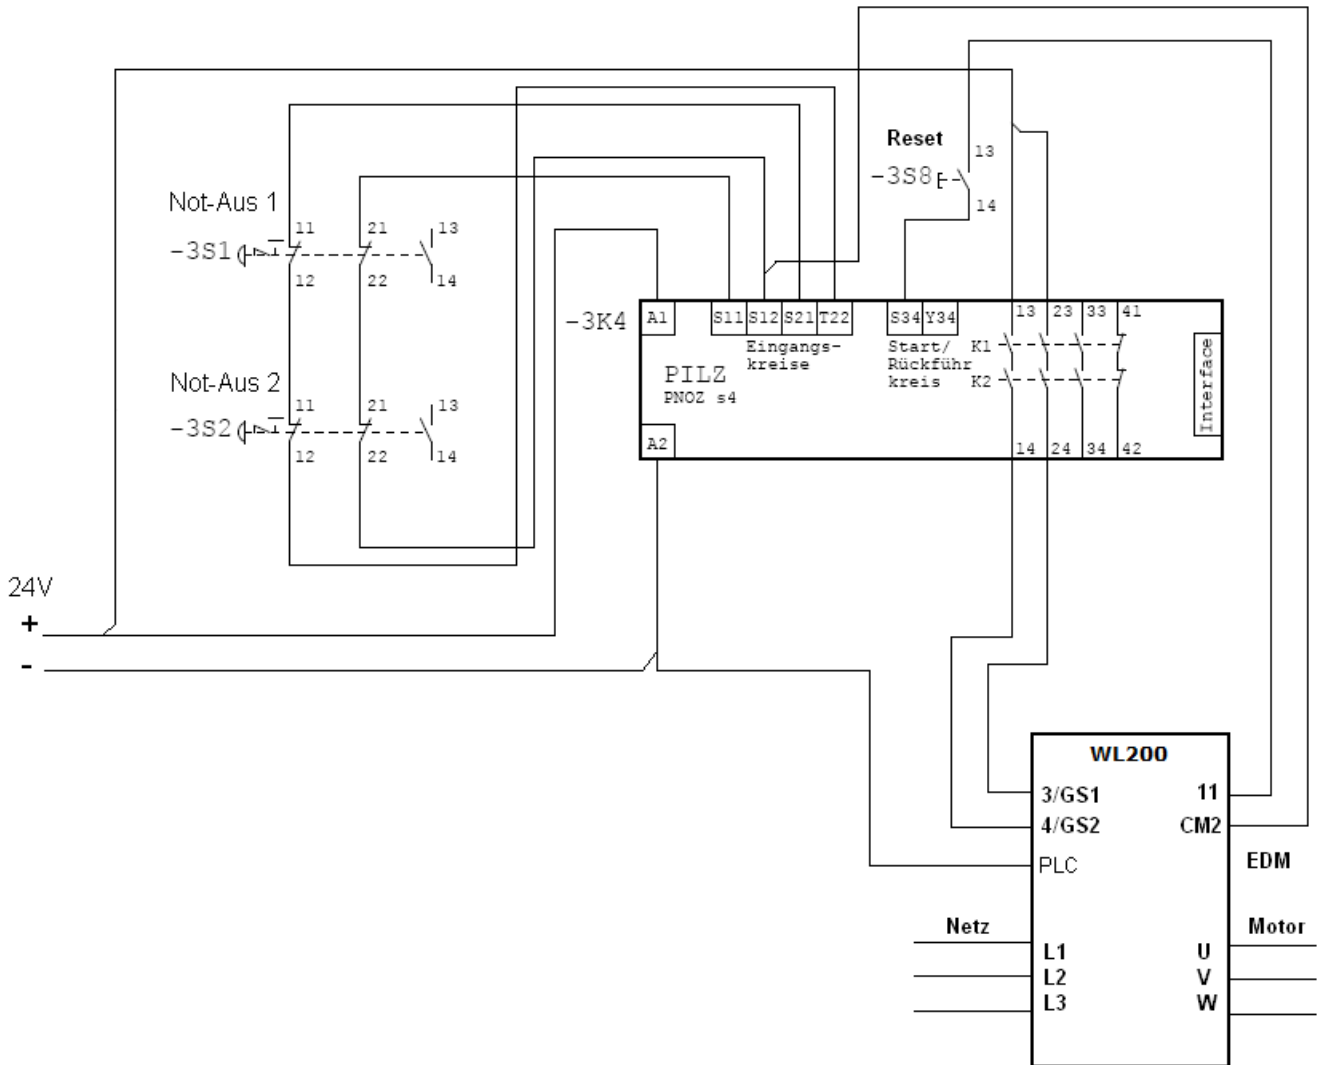 Reset
13
-3S8
14
Not-Aus 1
11 21 13
-3S1
12 22 14
-3K4
A1 S11 S12 S21 T22 S34 Y34 13 23 33 41
Eingangs-
kreise
Start/
Rückführ
kreis
K1
K2
PILZ
PNOZ s4
Interface
A2
14 24 34 42
Not-Aus 2
11 21 13
-3S2
12 22 14
24V
+
-
WL200
3/GS1 11
4/GS2 CM2
PLC
EDM
Netz
Motor
L1 U
L2 V
L3 W